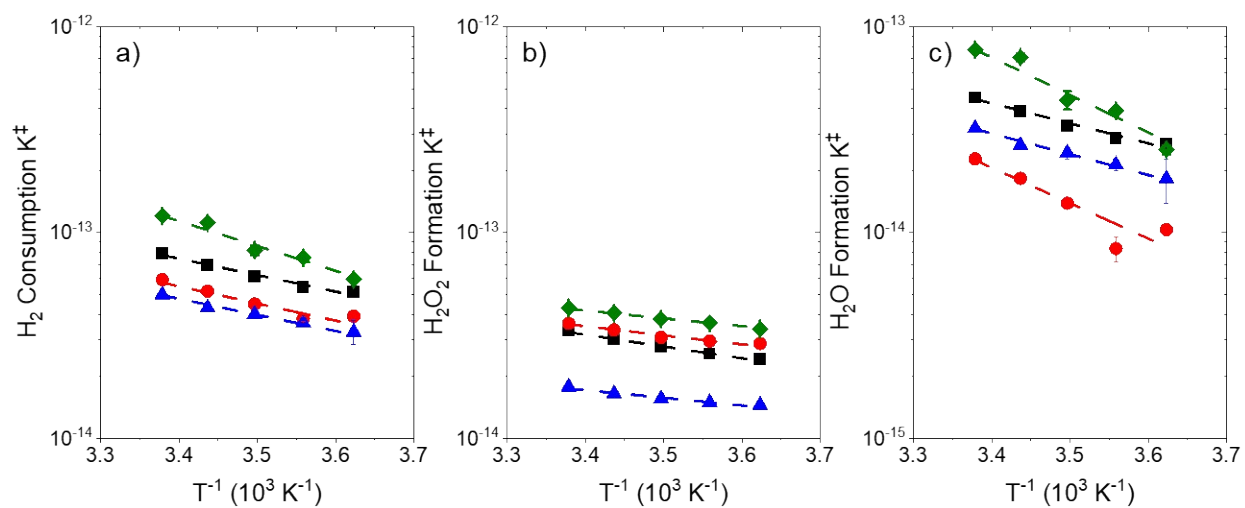 a)
H₂ Consumption K‡
10⁻¹²
10⁻¹³
10⁻¹⁴
3.3 3.4 3.5 3.6 3.7
T⁻¹ (10³ K⁻¹)
b)
H₂O₂ Formation K‡
10⁻¹²
10⁻¹³
10⁻¹⁴
3.3 3.4 3.5 3.6 3.7
T⁻¹ (10³ K⁻¹)
c)
H₂O Formation K‡
10⁻¹³
10⁻¹⁴
10⁻¹⁵
3.3 3.4 3.5 3.6 3.7
T⁻¹ (10³ K⁻¹)